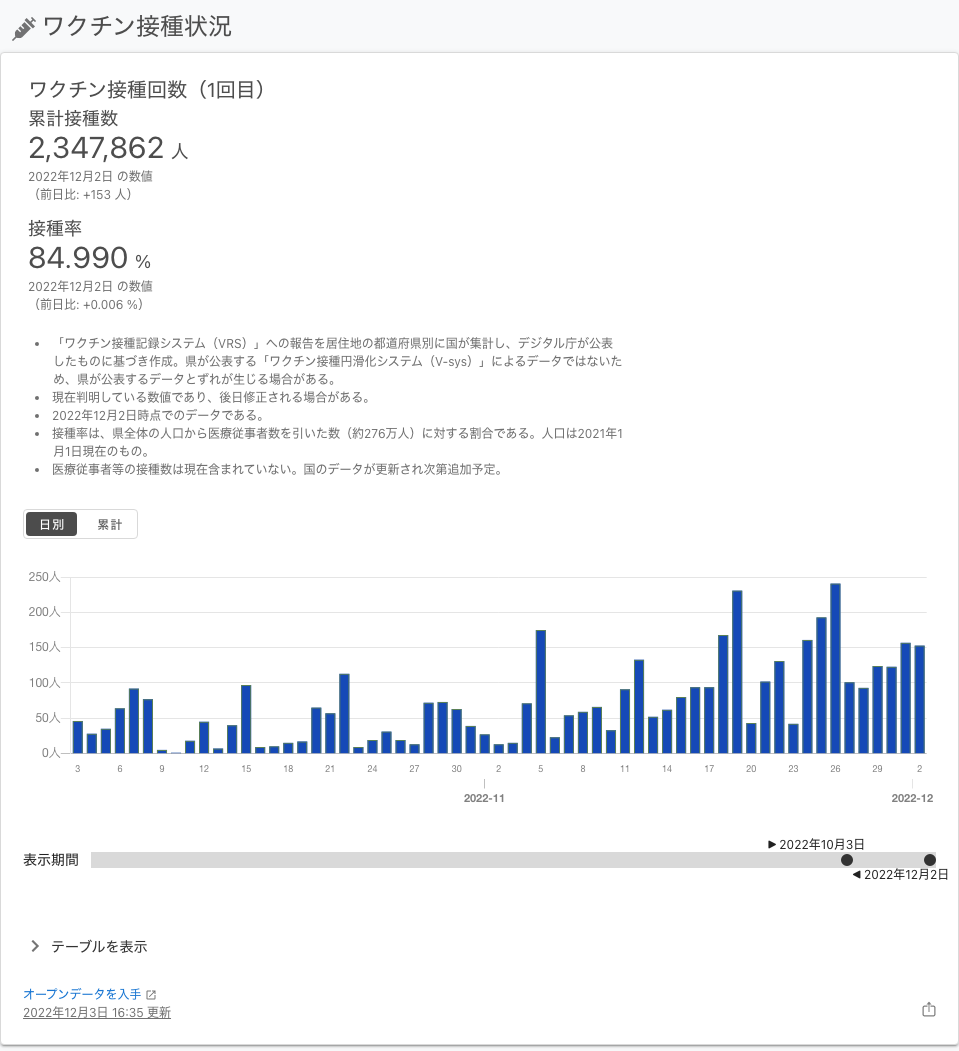 ワクチン接種状況
ワクチン接種回数（1回目）
累計接種数
2,347,862 人
2022年12月2日 の数値
（前日比: +153 人）
接種率
84.990 %
2022年12月2日 の数値
（前日比: +0.006 %）
• 「ワクチン接種記録システム（VRS）」への報告を居住地の都道府県別に国が集計し、デジタル庁が公表
したものに基づき作成。県が公表する「ワクチン接種円滑化システム（V-sys）」によるデータではないた
め、県が公表するデータとずれが生じる場合がある。
• 現在判明している数値であり、後日修正される場合がある。
• 2022年12月2日時点でのデータである。
• 接種率は、県全体の人口から医療従事者数を引いた数（約276万人）に対する割合である。人口は2021年1
月1日現在のもの。
• 医療従事者等の接種数は現在含まれていない。国のデータが更新され次第追加予定。
日別 累計
250人
200人
150人
100人
50人
0人
3 6 9 12 15 18 21 24 27 30 2 5 8 11 14 17 20 23 26 29 2
2022-11 2022-12
▶ 2022年10月3日
表示期間
◀ 2022年12月2日
テーブルを表示
オープンデータを入手
2022年12月3日 16:35 更新